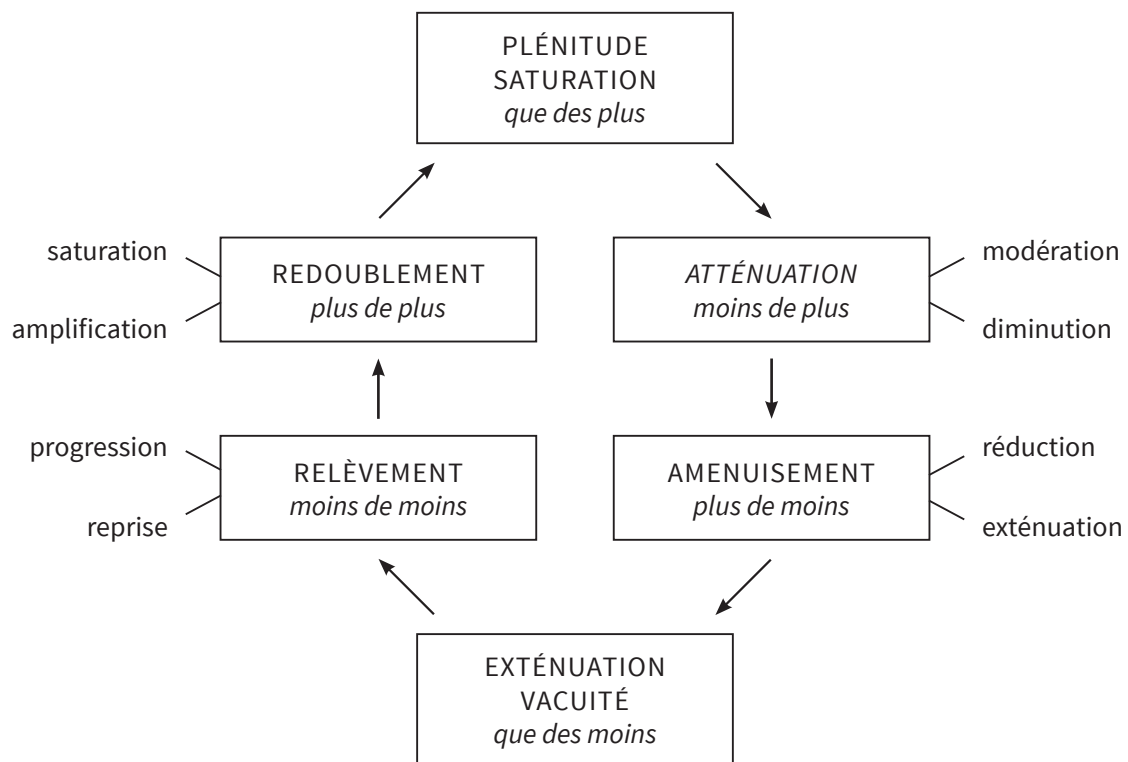 PLÉNITUDE
SATURATION
que des plus
saturation
amplification
REDOUBLEMENT
plus de plus
ATTÉNUATION
moins de plus
modération
diminution
progression
reprise
RELÈVEMENT
moins de moins
AMENUISEMENT
plus de moins
réduction
exténuation
EXTÉNUATION
VACUITÉ
que des moins